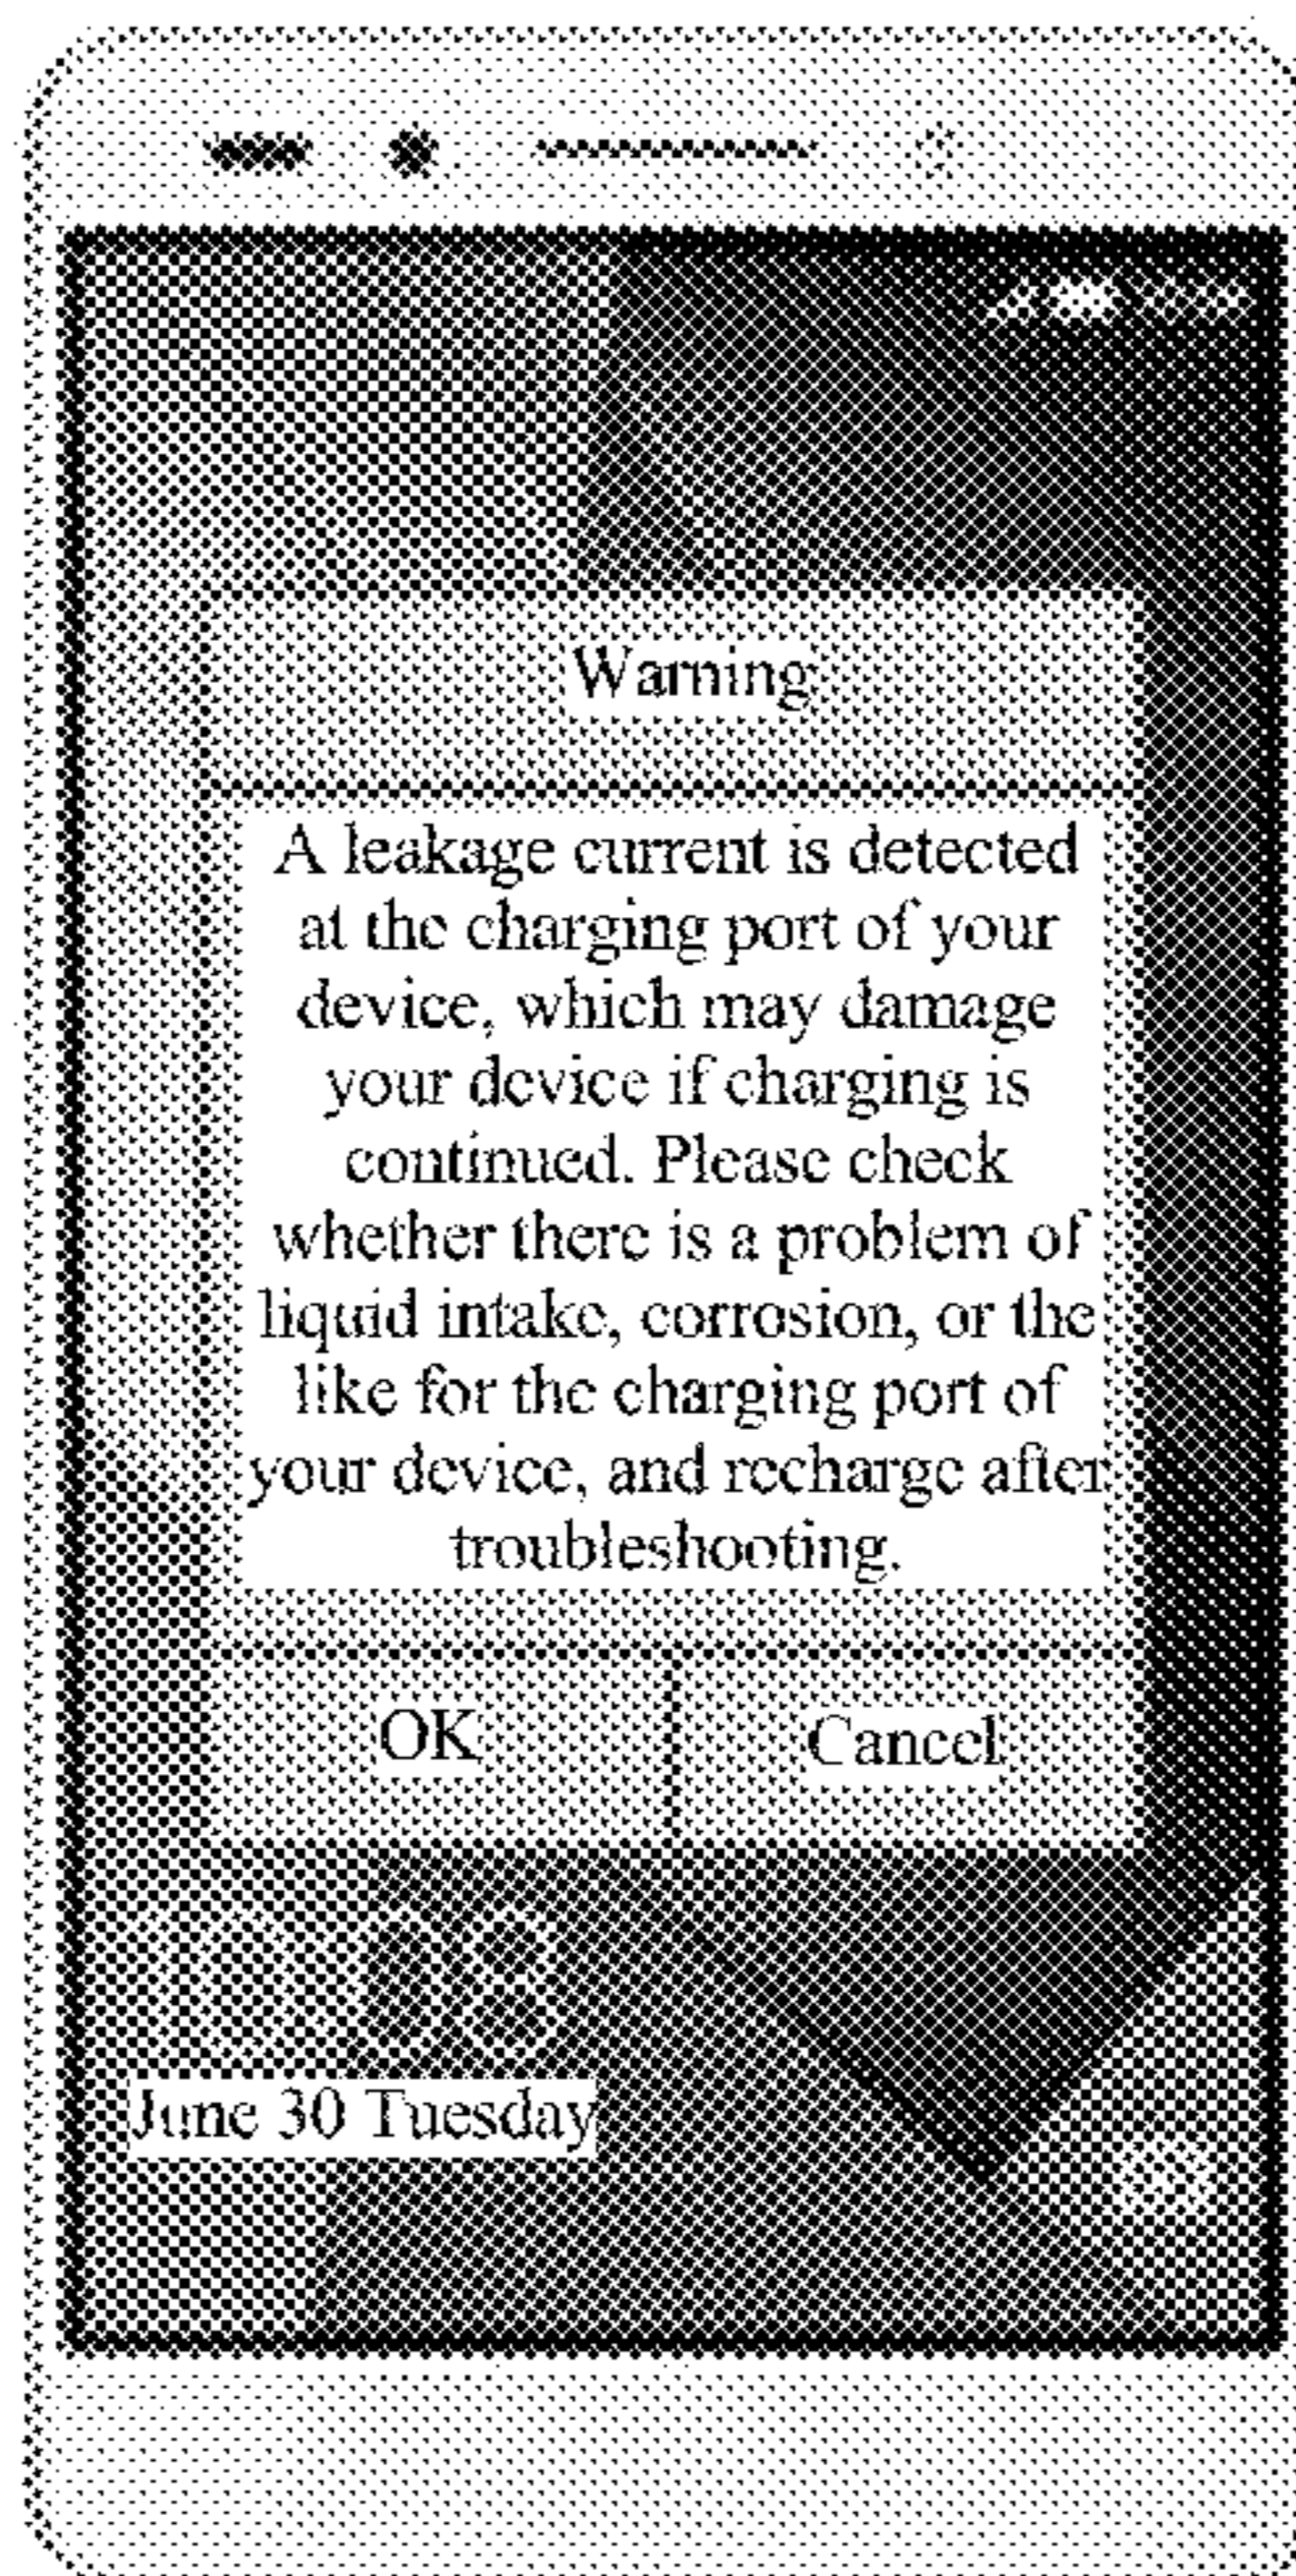 Warning
A leakage current is detected
at the charging port of your
device, which may damage
your device if charging is
continued. Please check
whether there is a problem of
liquid intake, corrosion, or the
like for the charging port of
your device, and recharge after
troubleshooting.
OK
Cancel
June 30 Tuesday